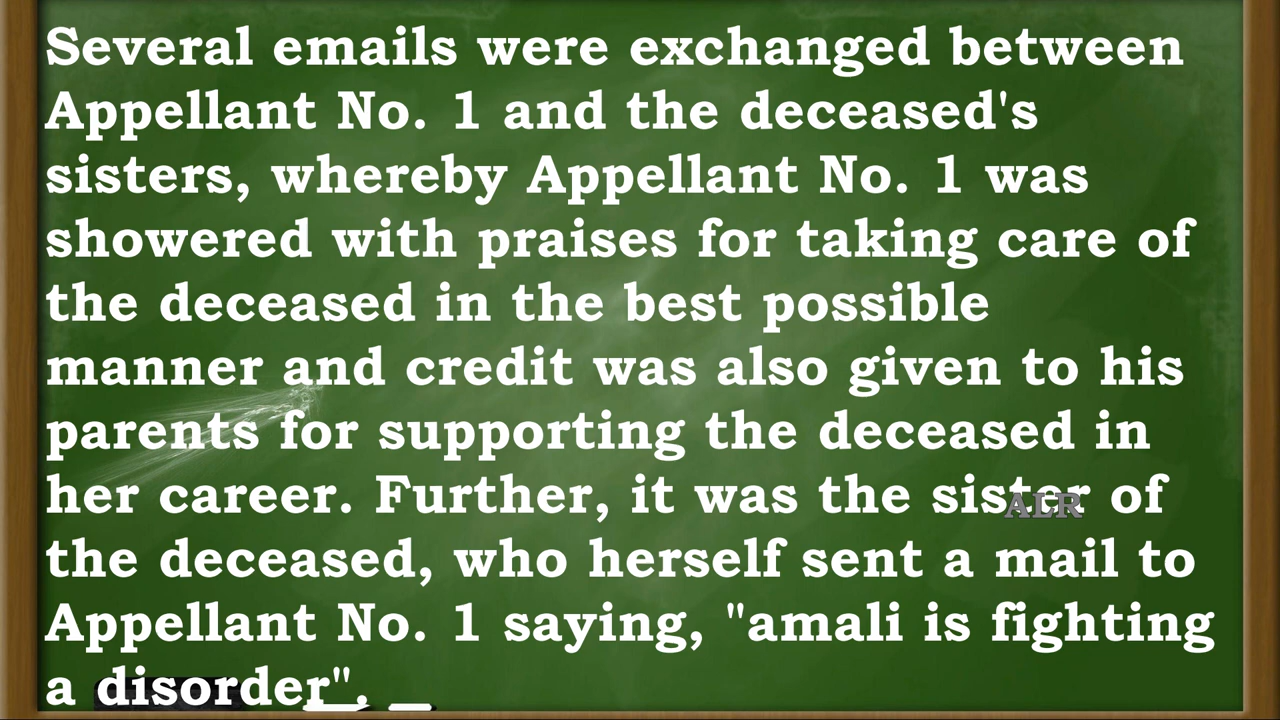 Several emails were exchanged between
Appellant No. 1 and the deceased's
sisters, whereby Appellant No. 1 was
showered with praises for taking care of
the deceased in the best possible
manner and credit was also given to his
parents for supporting the deceased in
her career. Further, it was the sister of
ALR
the deceased, who herself sent a mail to
Appellant No. 1 saying, "amali is fighting
a disorder". _